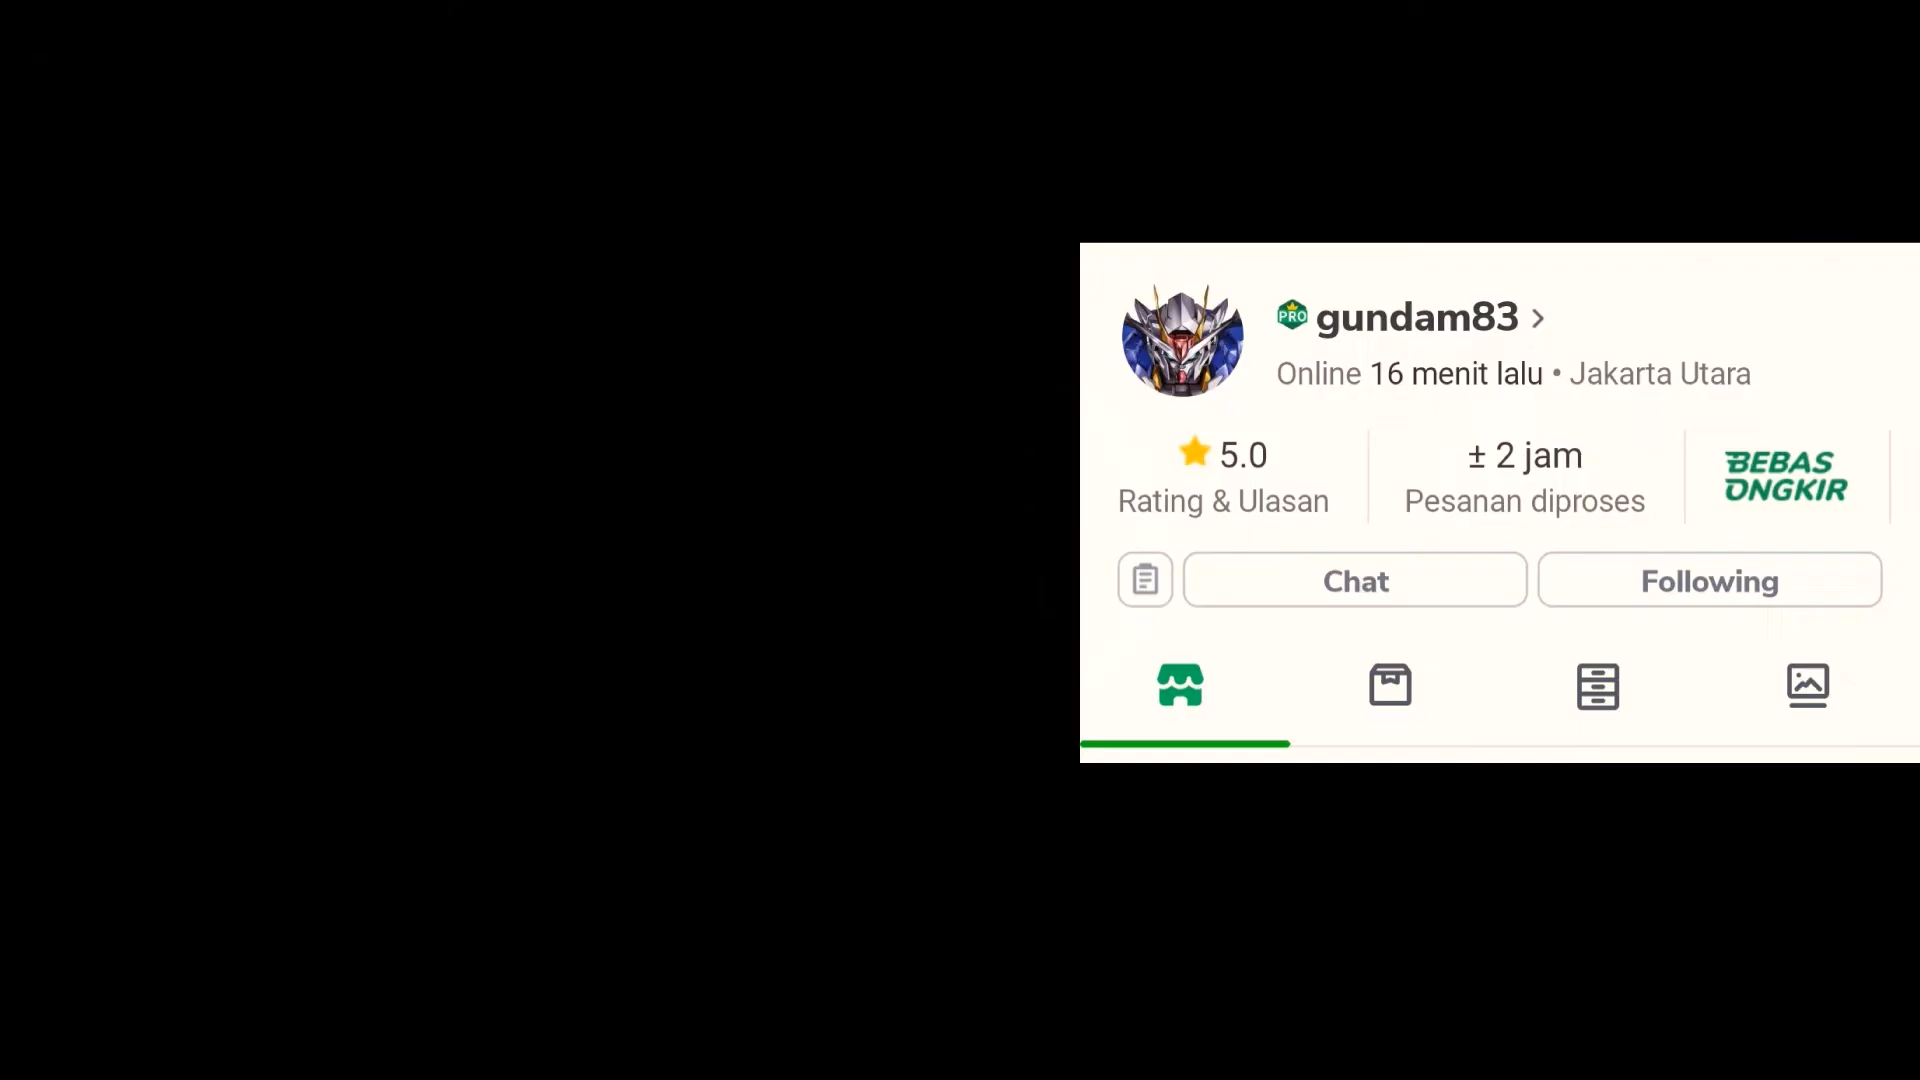 PRO gundam83
Online 16 menit lalu • Jakarta Utara
5.0
Rating & Ulasan
± 2 jam
Pesanan diproses
BEBAS
ONGKIR
Chat
Following